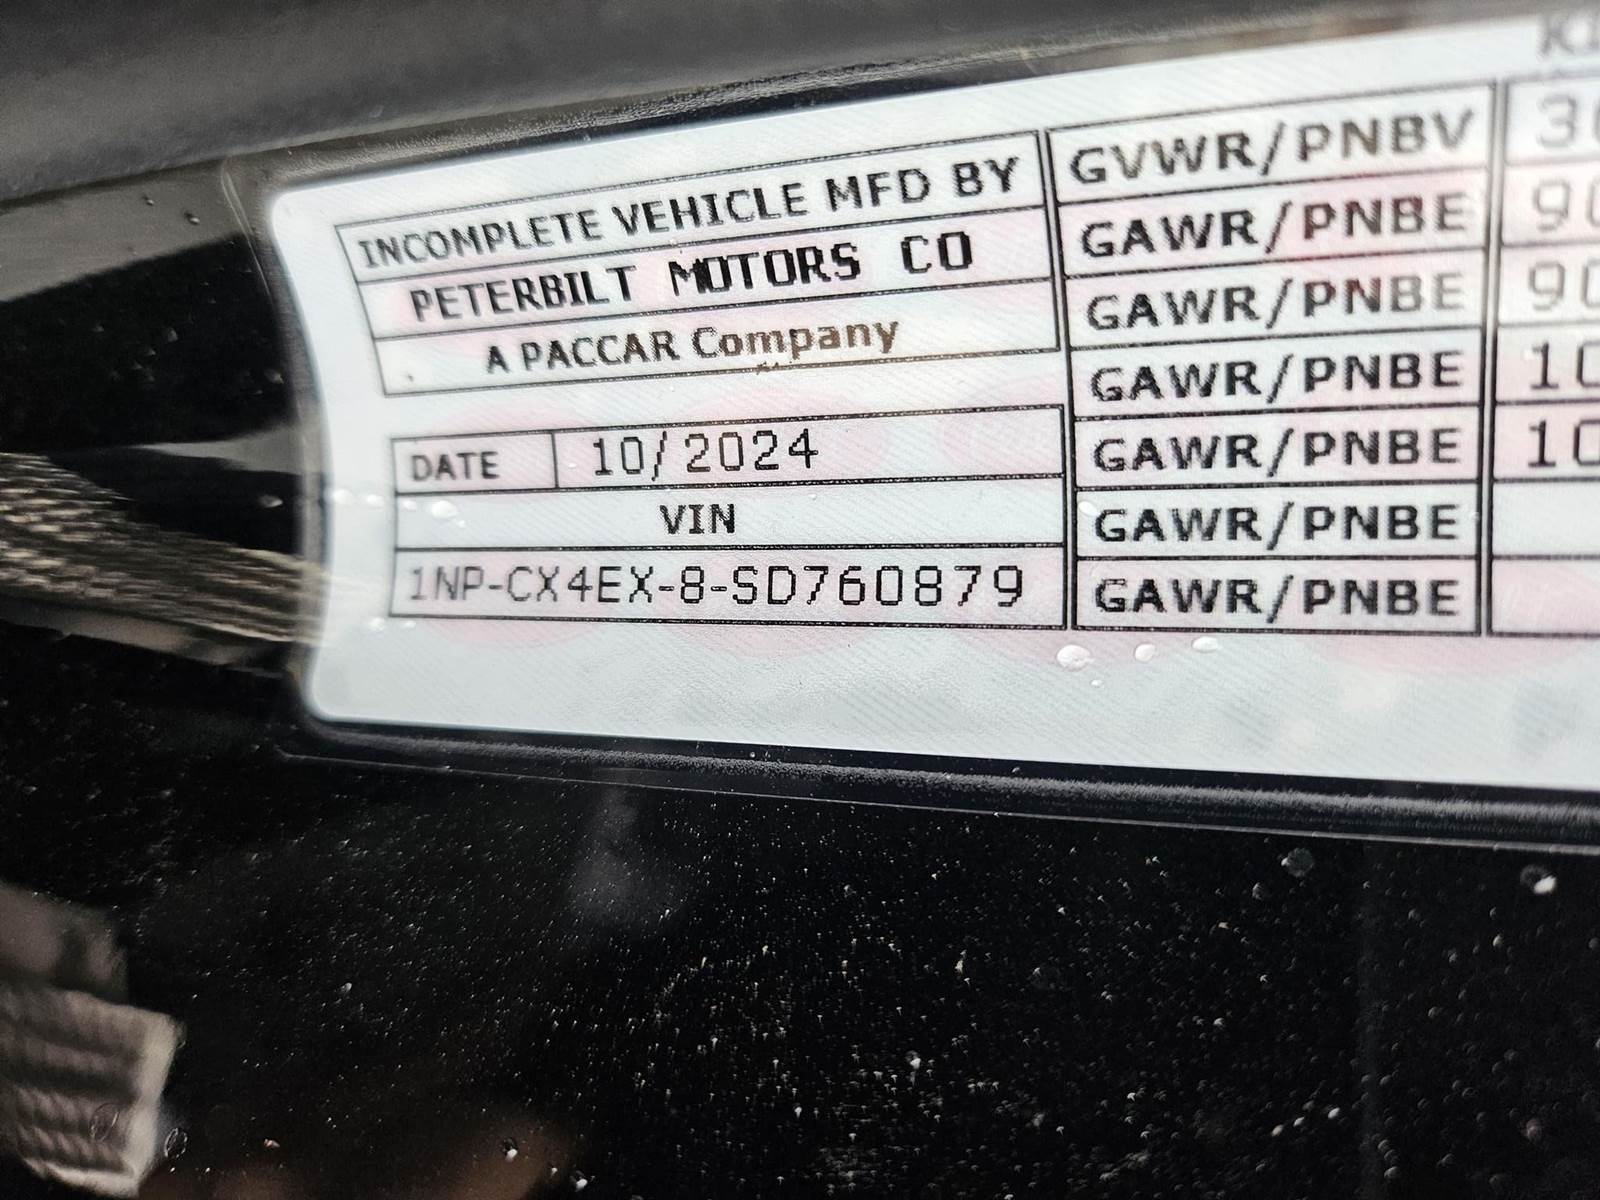 INCOMPLETE VEHICLE MFD BY
PETERBILT MOTORS CO
A PACCAR Company
DATE 10/2024
VIN
1NP-CX4EX-8-SD760879
GVWR/PNBV
GAWR/PNBE
GAWR/PNBE
GAWR/PNBE
GAWR/PNBE
GAWR/PNBE
GAWR/PNBE